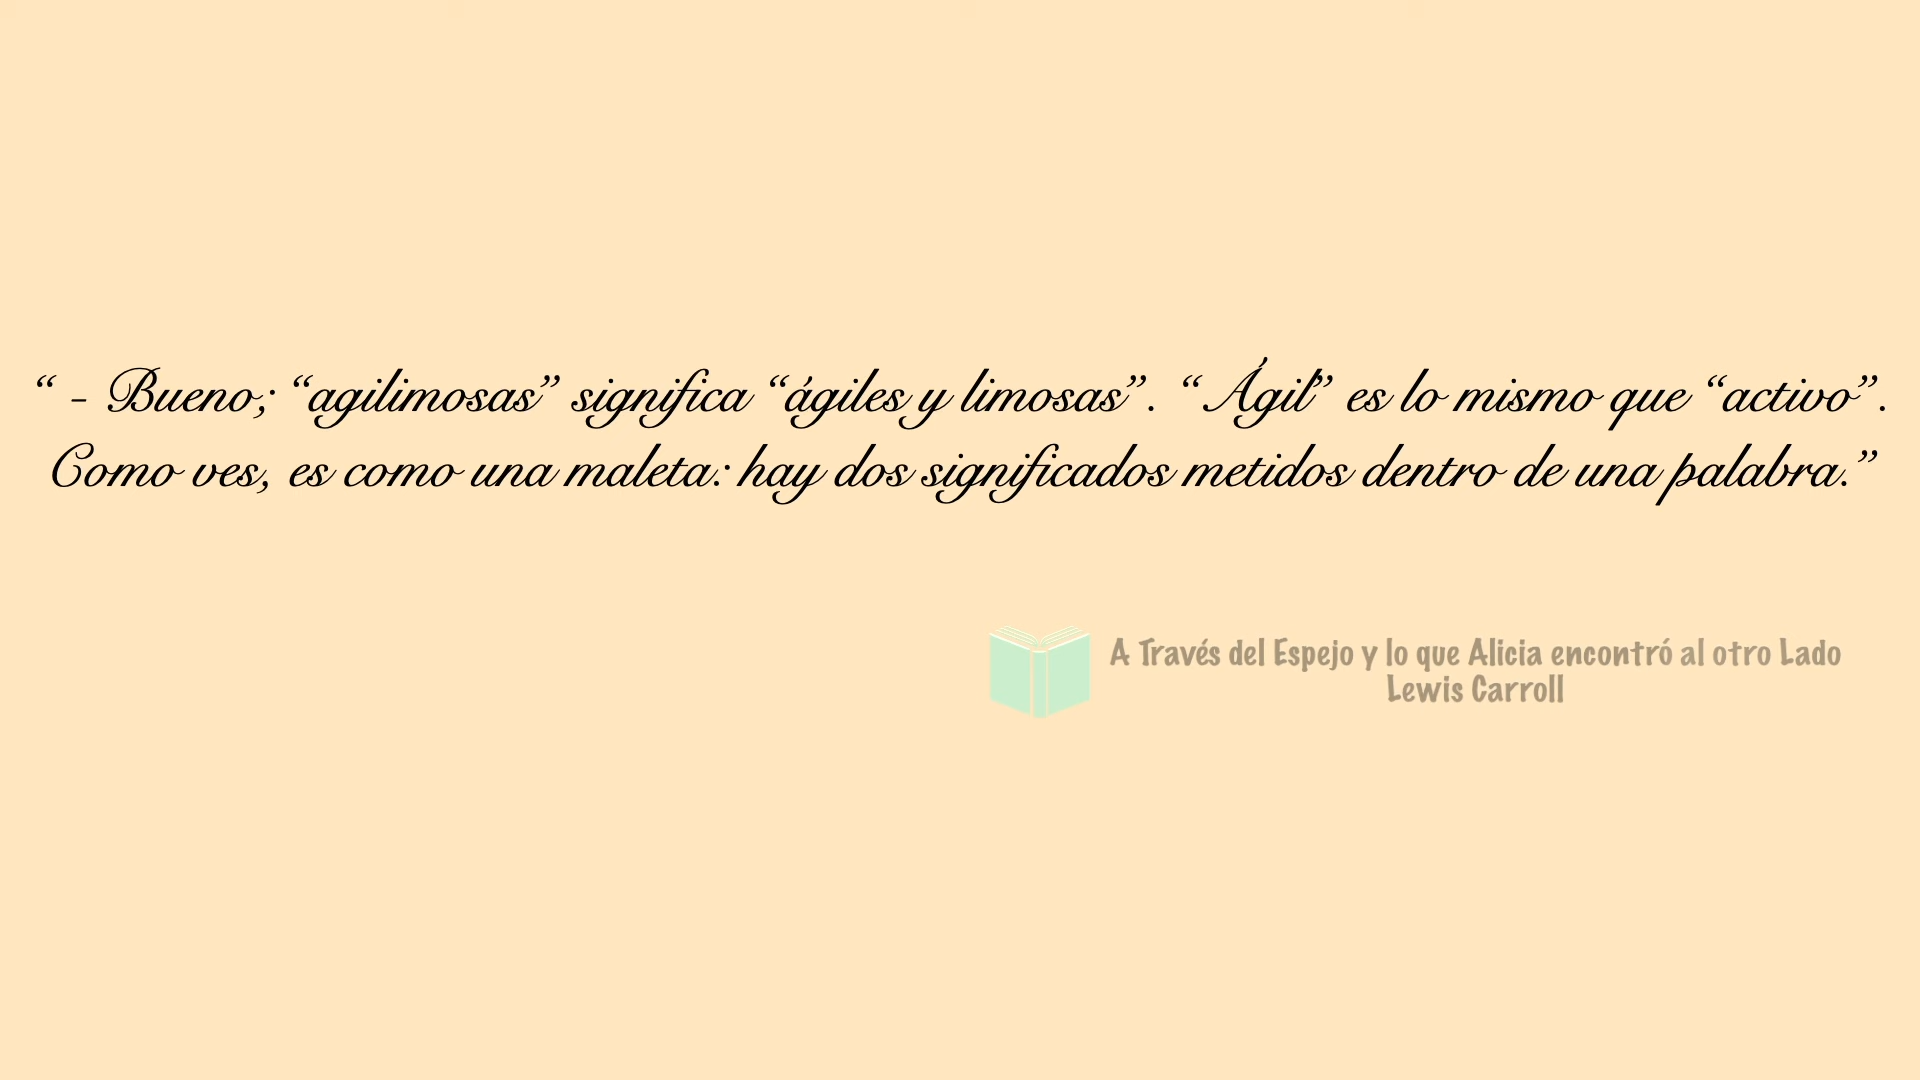 “ - Bueno; “agilimosas” significa “ágiles y limosas”. “Ágil” es lo mismo que “activo”.
Como ves, es como una maleta: hay dos significados metidos dentro de una palabra.”
A Través del Espejo y lo que Alicia encontró al otro Lado
Lewis Carroll